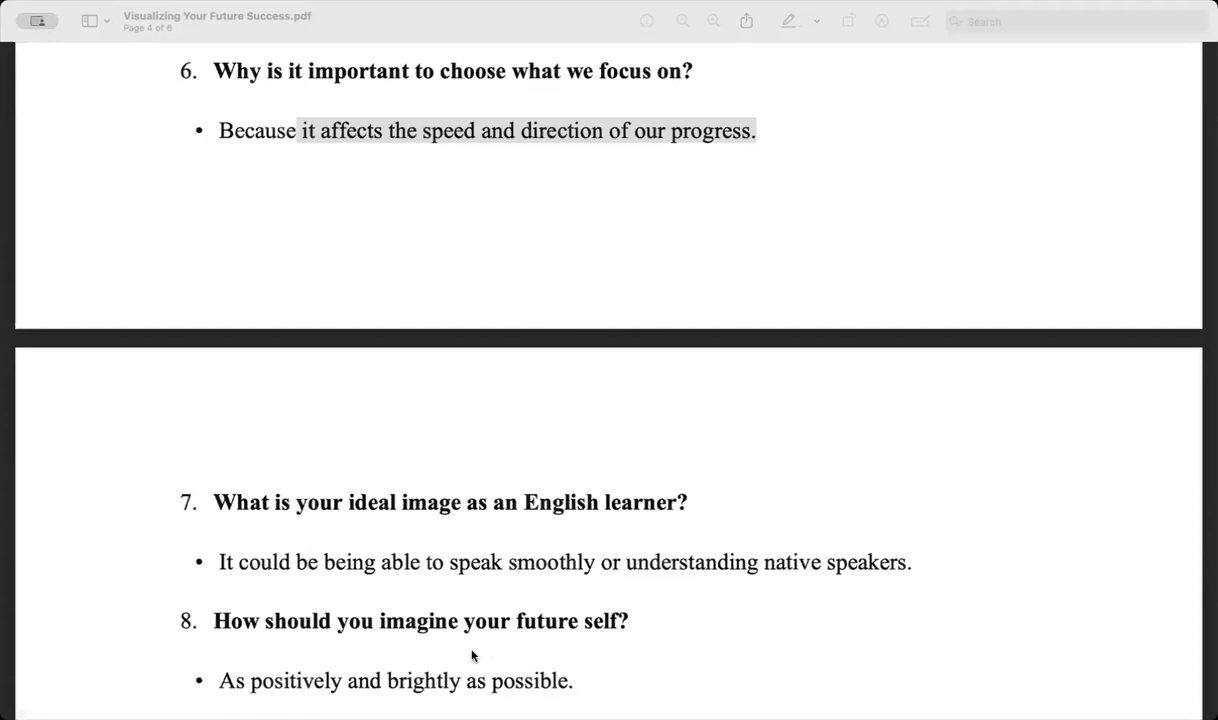 Visualizing Your Future Success.pdf
Page 4 of 6
Search
6. Why is it important to choose what we focus on?
• Because it affects the speed and direction of our progress.
7. What is your ideal image as an English learner?
• It could be being able to speak smoothly or understanding native speakers.
8. How should you imagine your future self?
• As positively and brightly as possible.